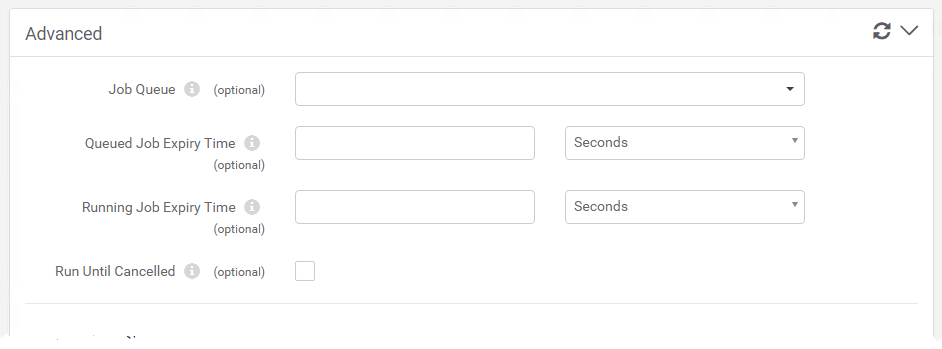 Advanced
Job Queue (optional)
Queued Job Expiry Time Seconds
(optional)
Running Job Expiry Time Seconds
(optional)
Run Until Cancelled (optional)